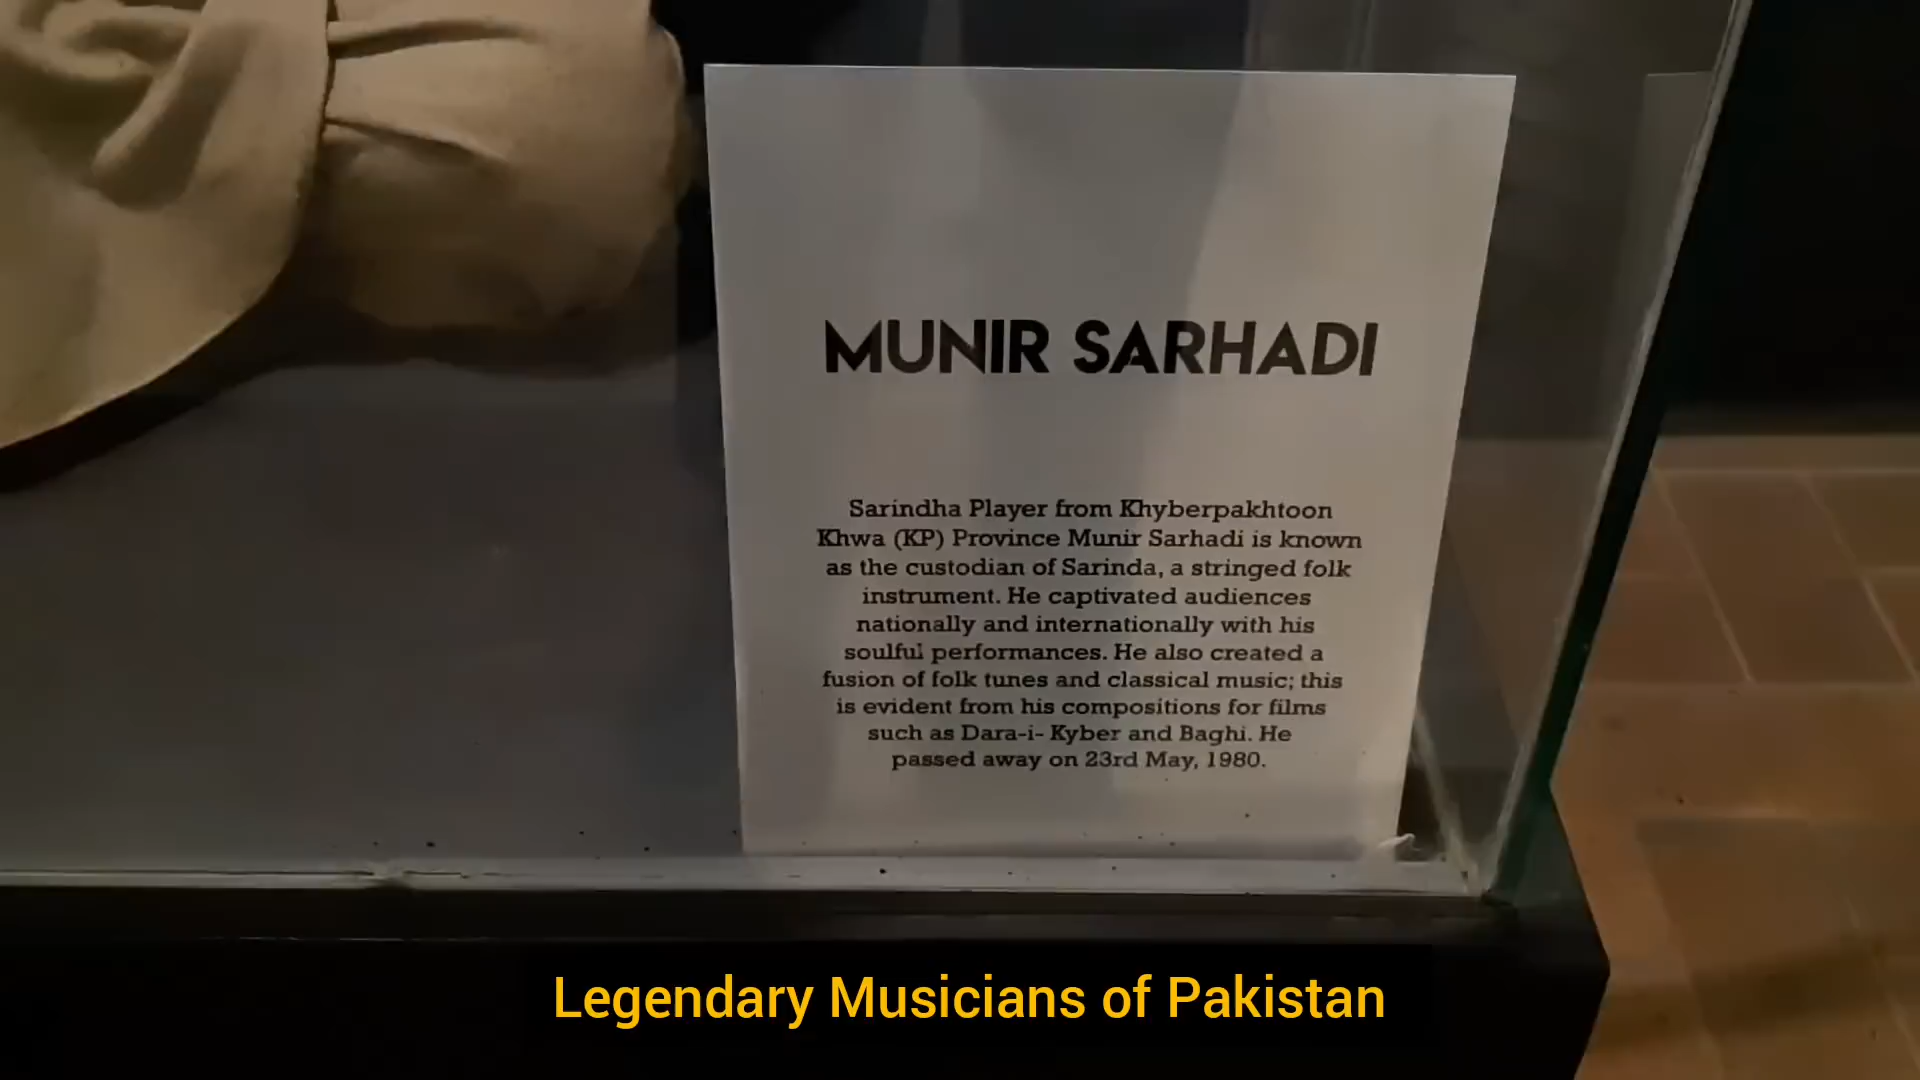 MUNIR SARHADI
Sarindha Player from Khyberpakhtoon
Khwa (KP) Province Munir Sarhadi is known
as the custodian of Sarinda, a stringed folk
instrument. He captivated audiences
nationally and internationally with his
soulful performances. He also created a
fusion of folk tunes and classical music; this
is evident from his compositions for films
such as Dara-i- Kyber and Baghi. He
passed away on 23rd May, 1980.
Legendary Musicians of Pakistan